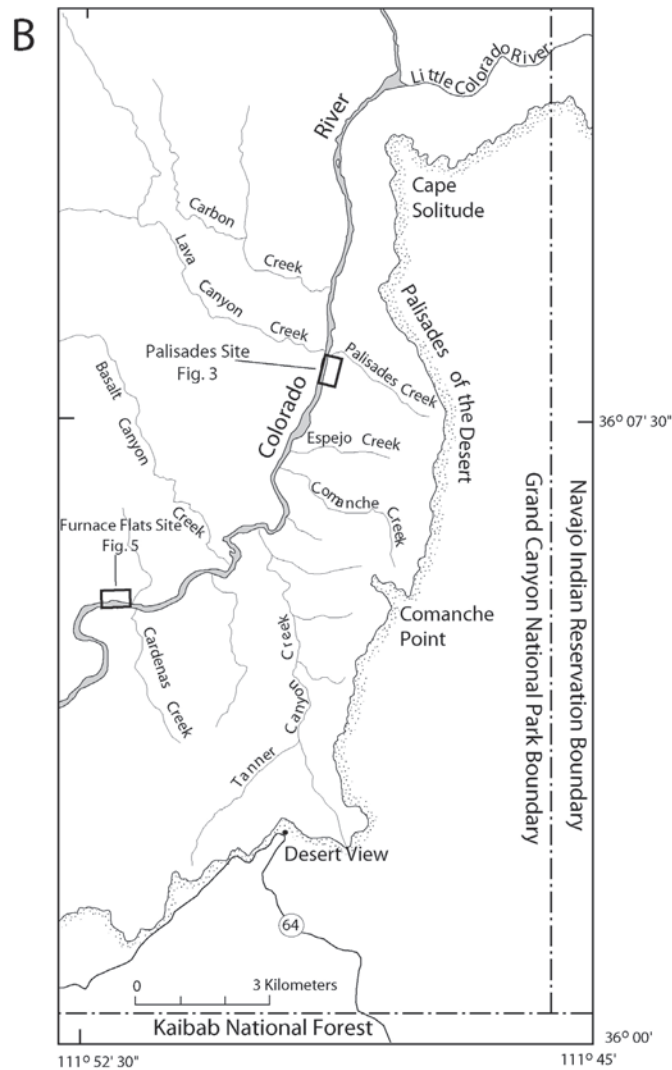 B
Little Colorado River
River
Cape
Solitude
Carbon
Creek
Lava
Canyon
Creek
Palisades of the Desert
Palisades Site
Fig. 3
Palisades Creek
Colorado
Basalt
Canyon
Creek
36° 07' 30"
Espejo Creek
Comanche
Creek
Furnace Flats Site
Fig. 5
Grand Canyon National Park Boundary
Navajo Indian Reservation Boundary
Comanche
Point
Cardenas
Creek
Tanner
Canyon
Creek
Desert View
64
0 3 Kilometers
Kaibab National Forest
36° 00'
111° 52' 30"
111° 45'